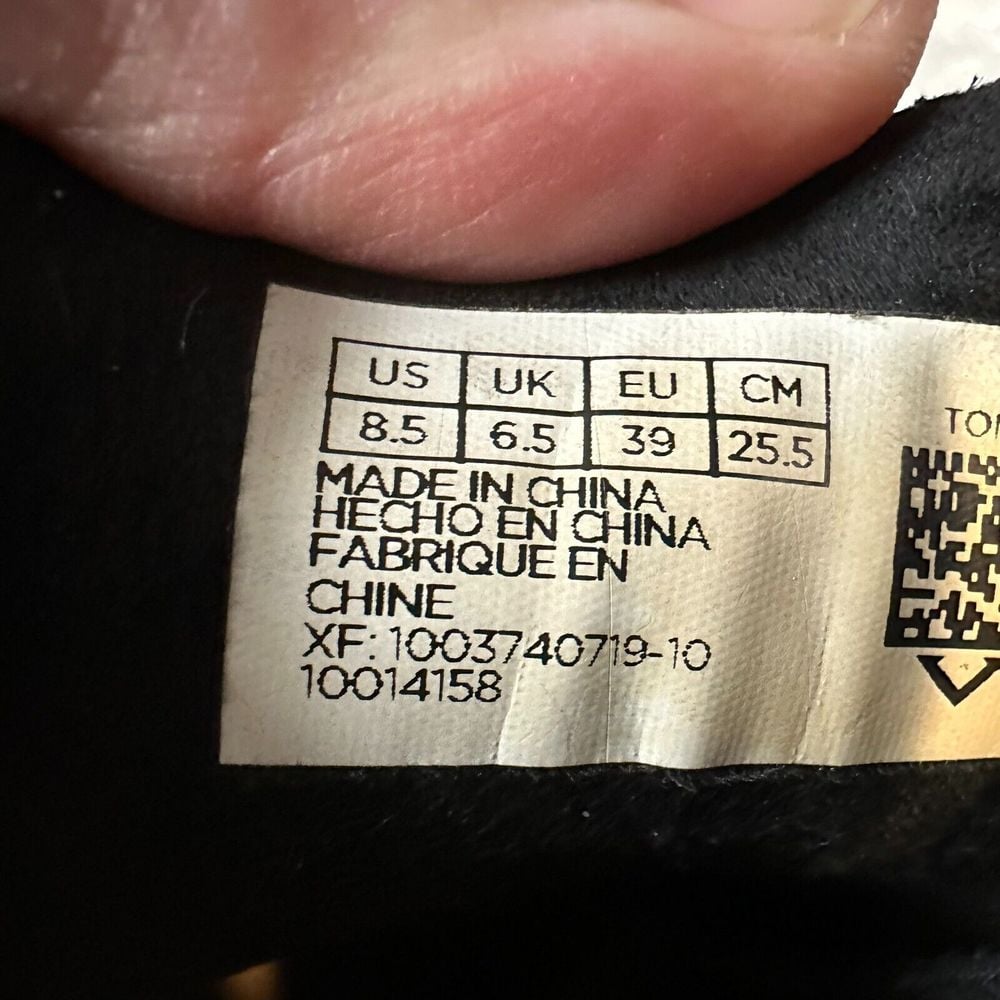 US UK EU CM
8.5 6.5 39 25.5
MADE IN CHINA
HECHO EN CHINA
FABRIQUE EN
CHINE
XF: 1003740719-10
10014158